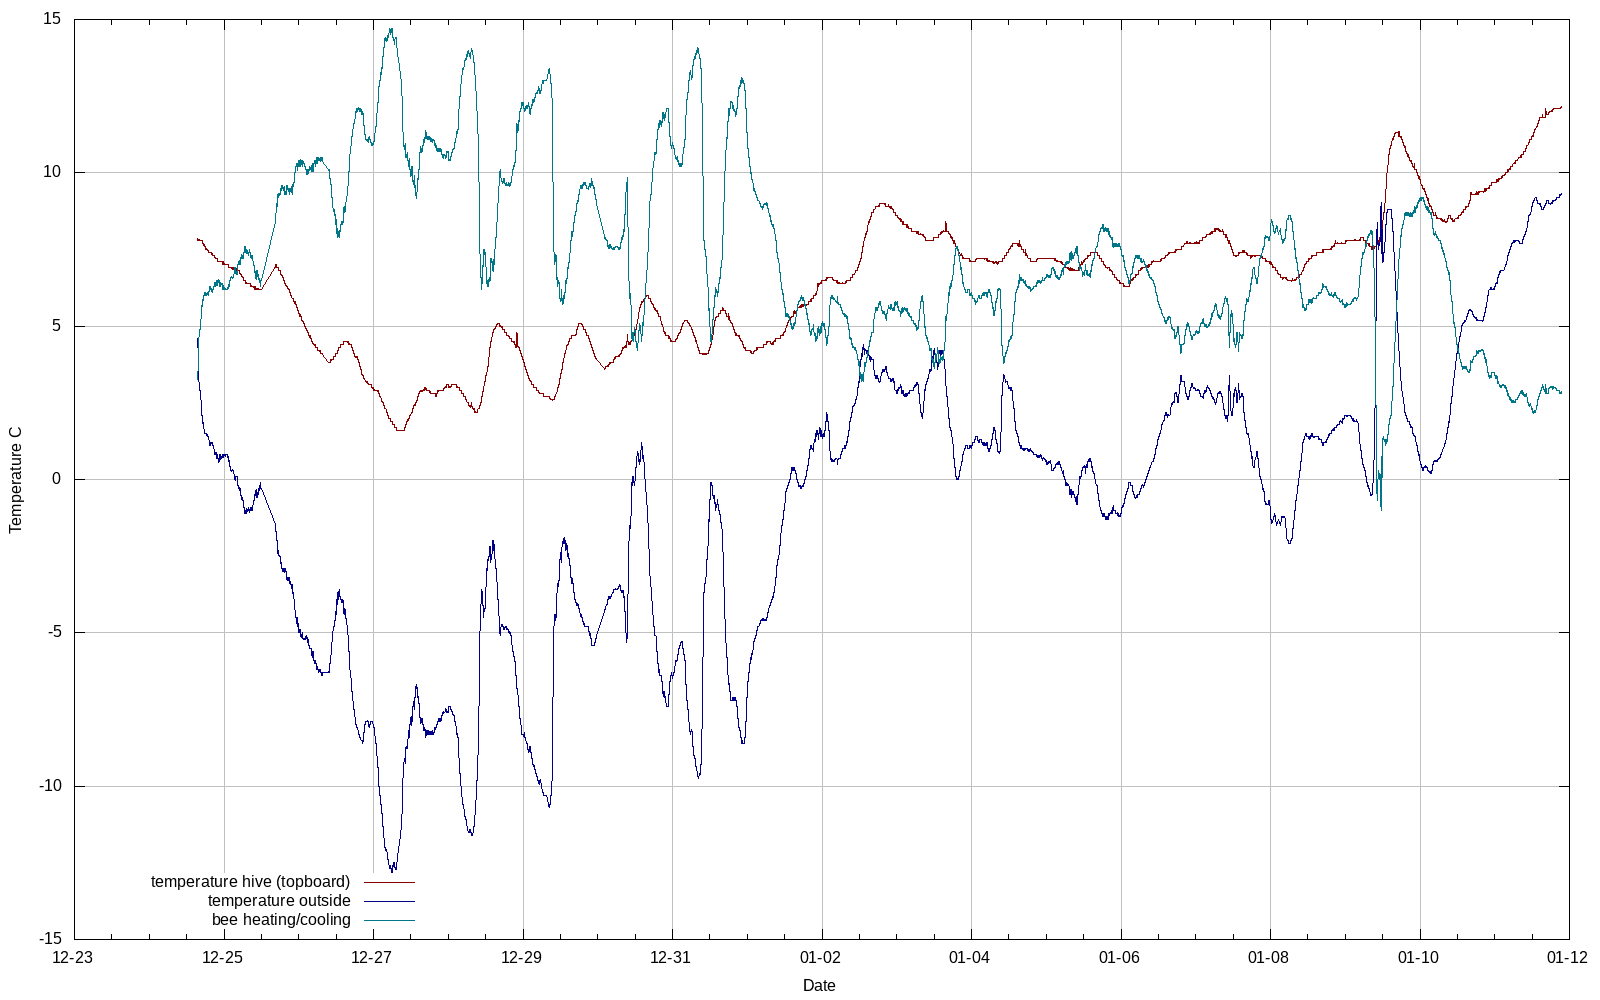 15
10
5
0
-5
-10
-15
Temperature C
temperature hive (topboard)
temperature outside
bee heating/cooling
12-23 12-25 12-27 12-29 12-31 01-02 01-04 01-06 01-08 01-10 01-12
Date